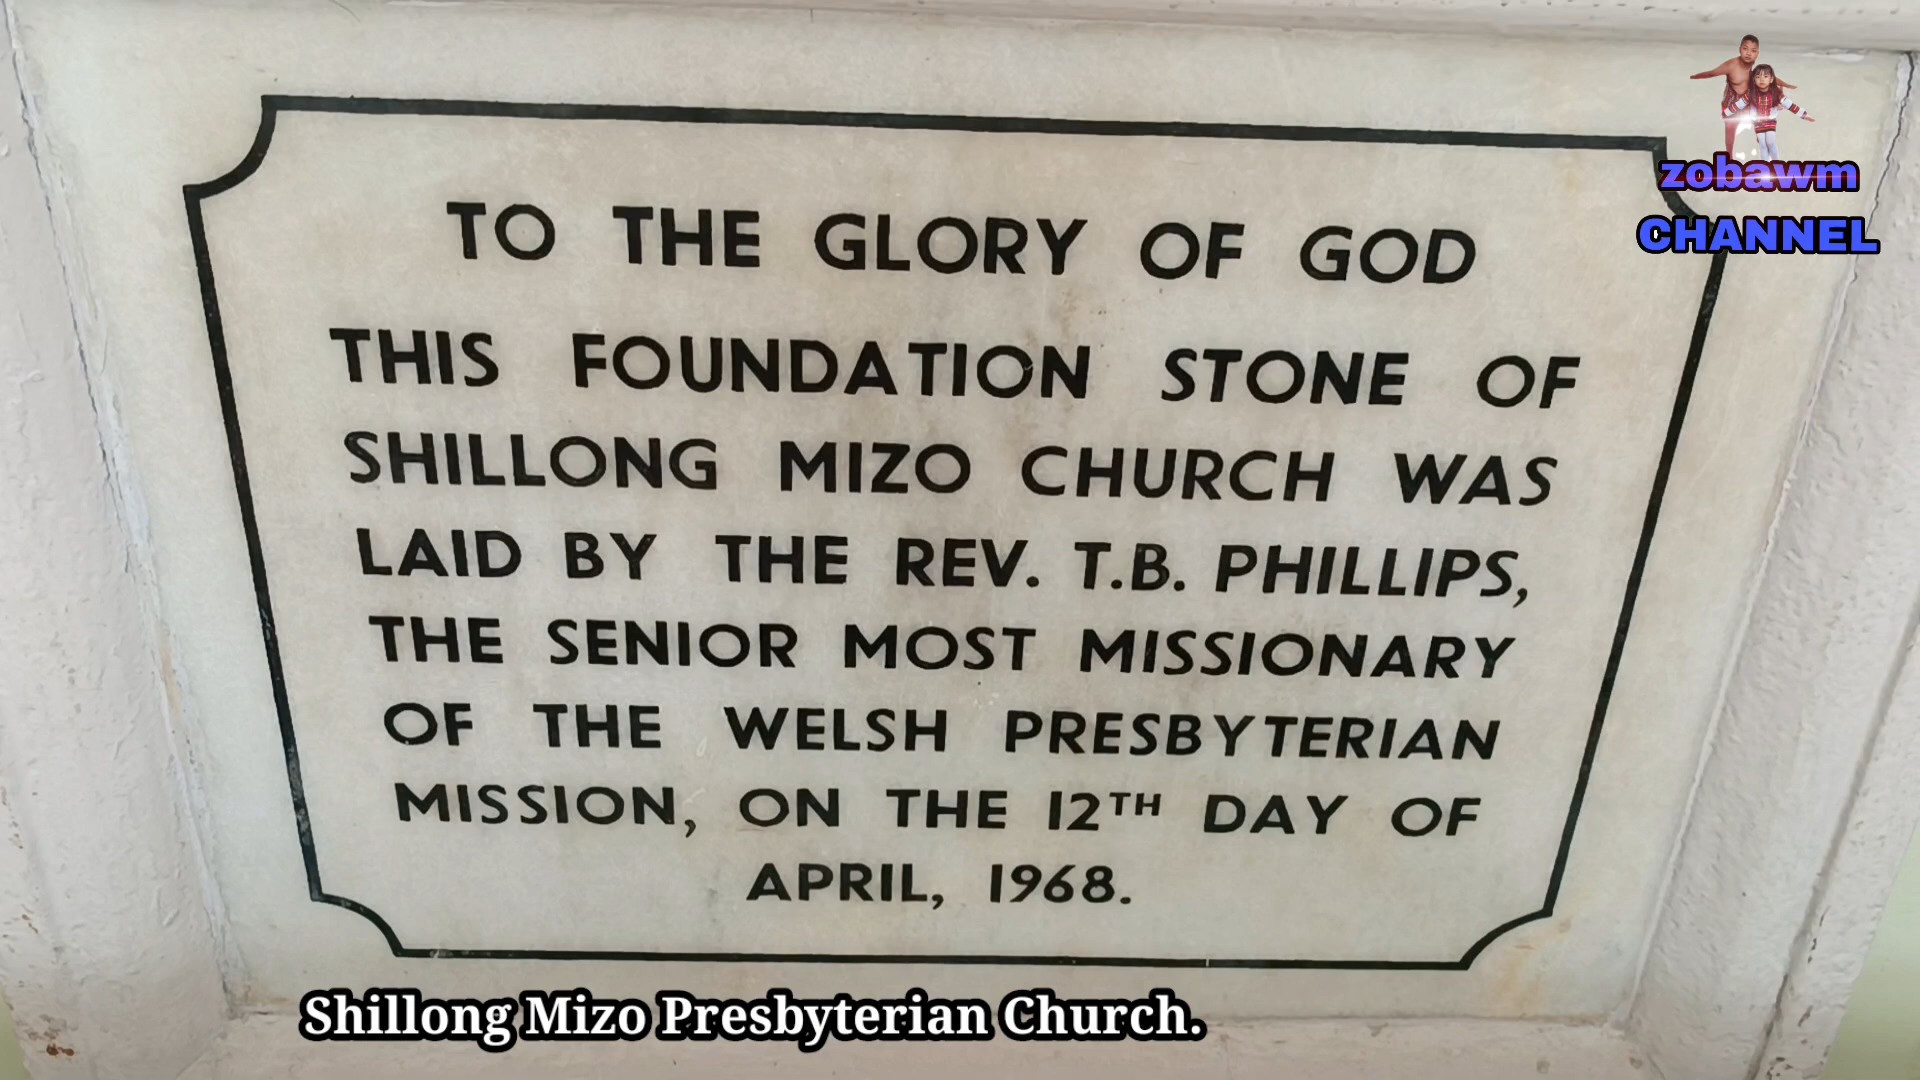 zobawm
CHANNEL
TO THE GLORY OF GOD
THIS FOUNDATION STONE OF
SHILLONG MIZO CHURCH WAS
LAID BY THE REV. T.B. PHILLIPS,
THE SENIOR MOST MISSIONARY
OF THE WELSH PRESBYTERIAN
MISSION, ON THE 12TH DAY OF
APRIL, 1968.
Shillong Mizo Presbyterian Church.